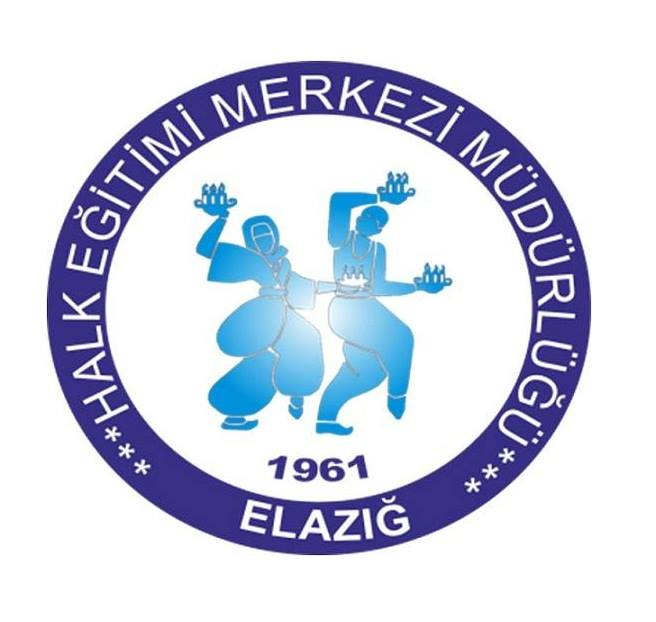 ***HALK EĞİTİMİ MERKEZİ MÜDÜRLÜĞÜ***
1961
ELAZIĞ